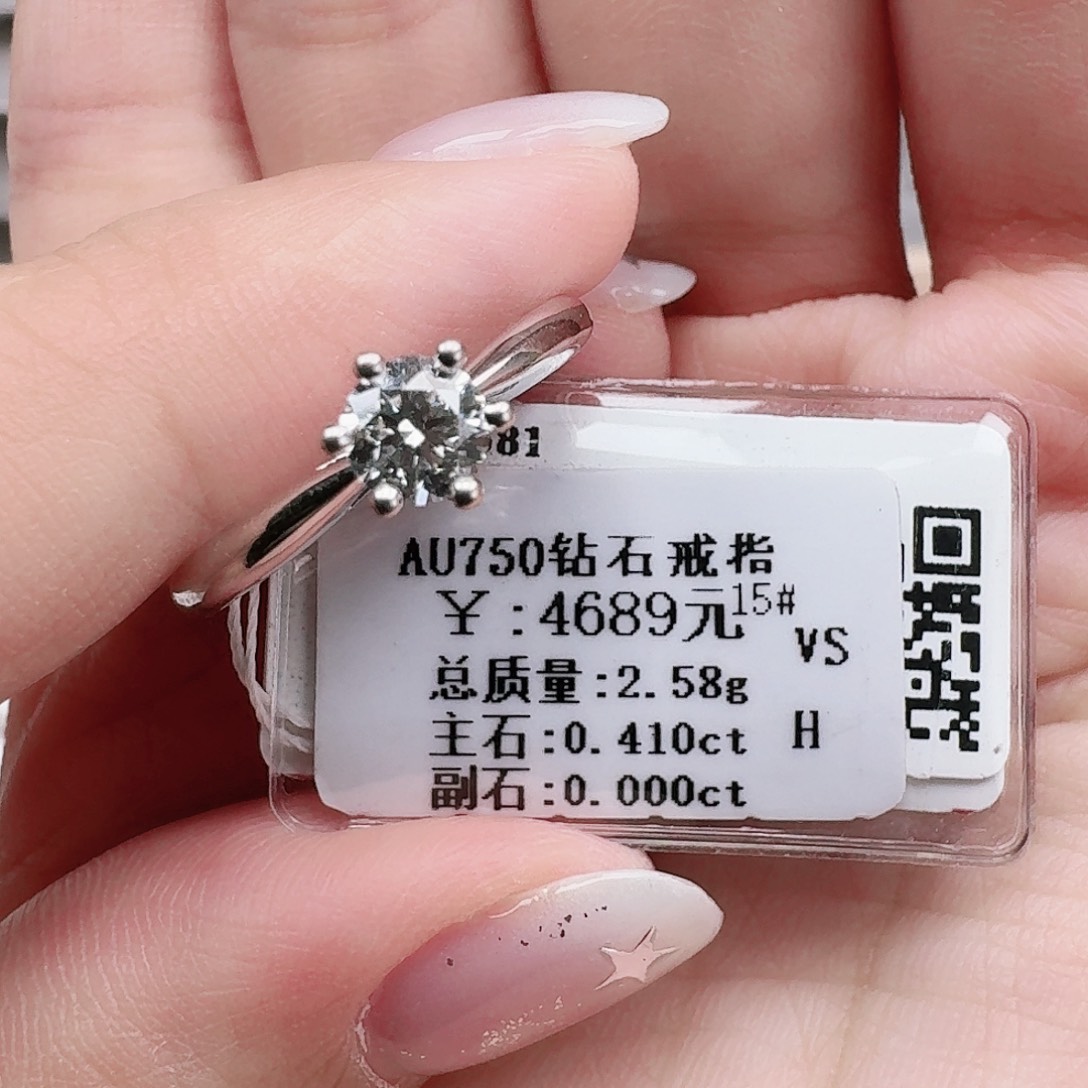 81
AU750钻石戒指
￥:4689元15#
VS
总质量:2.58g
主石:0.410ct H
副石:0.000ct